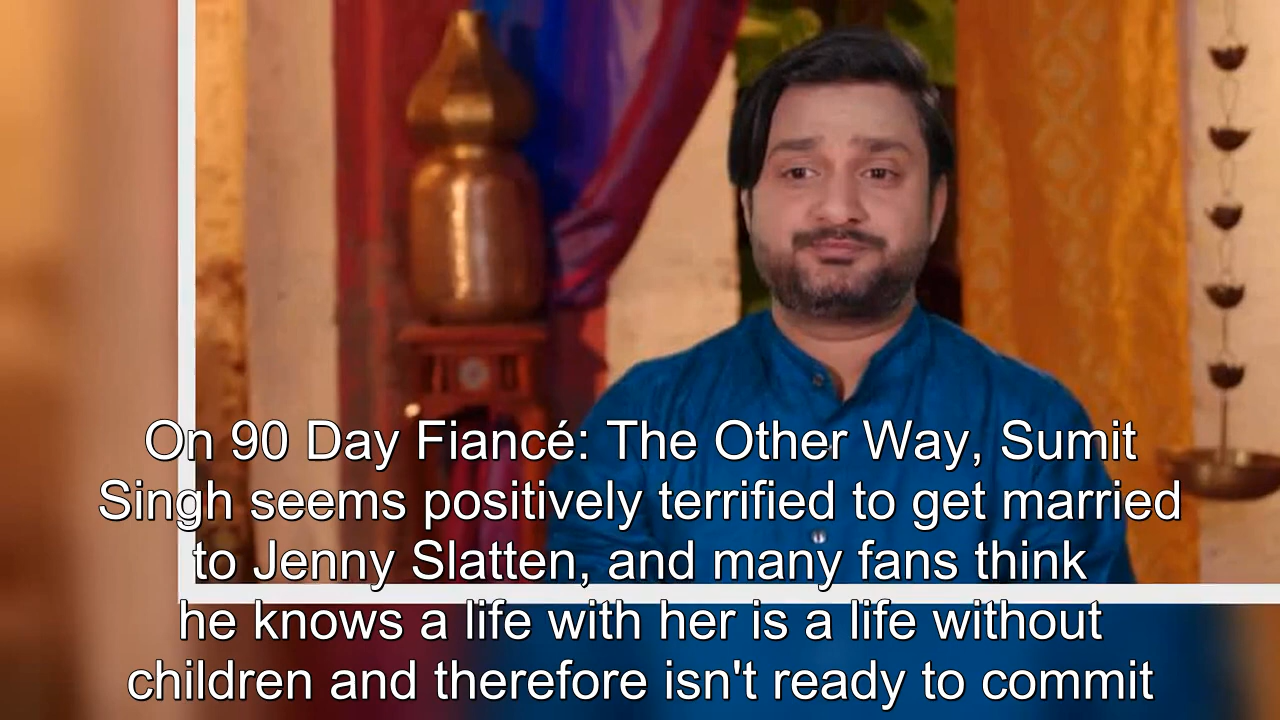 On 90 Day Fiancé: The Other Way, Sumit
Singh seems positively terrified to get married
to Jenny Slatten, and many fans think
he knows a life with her is a life without
children and therefore isn't ready to commit